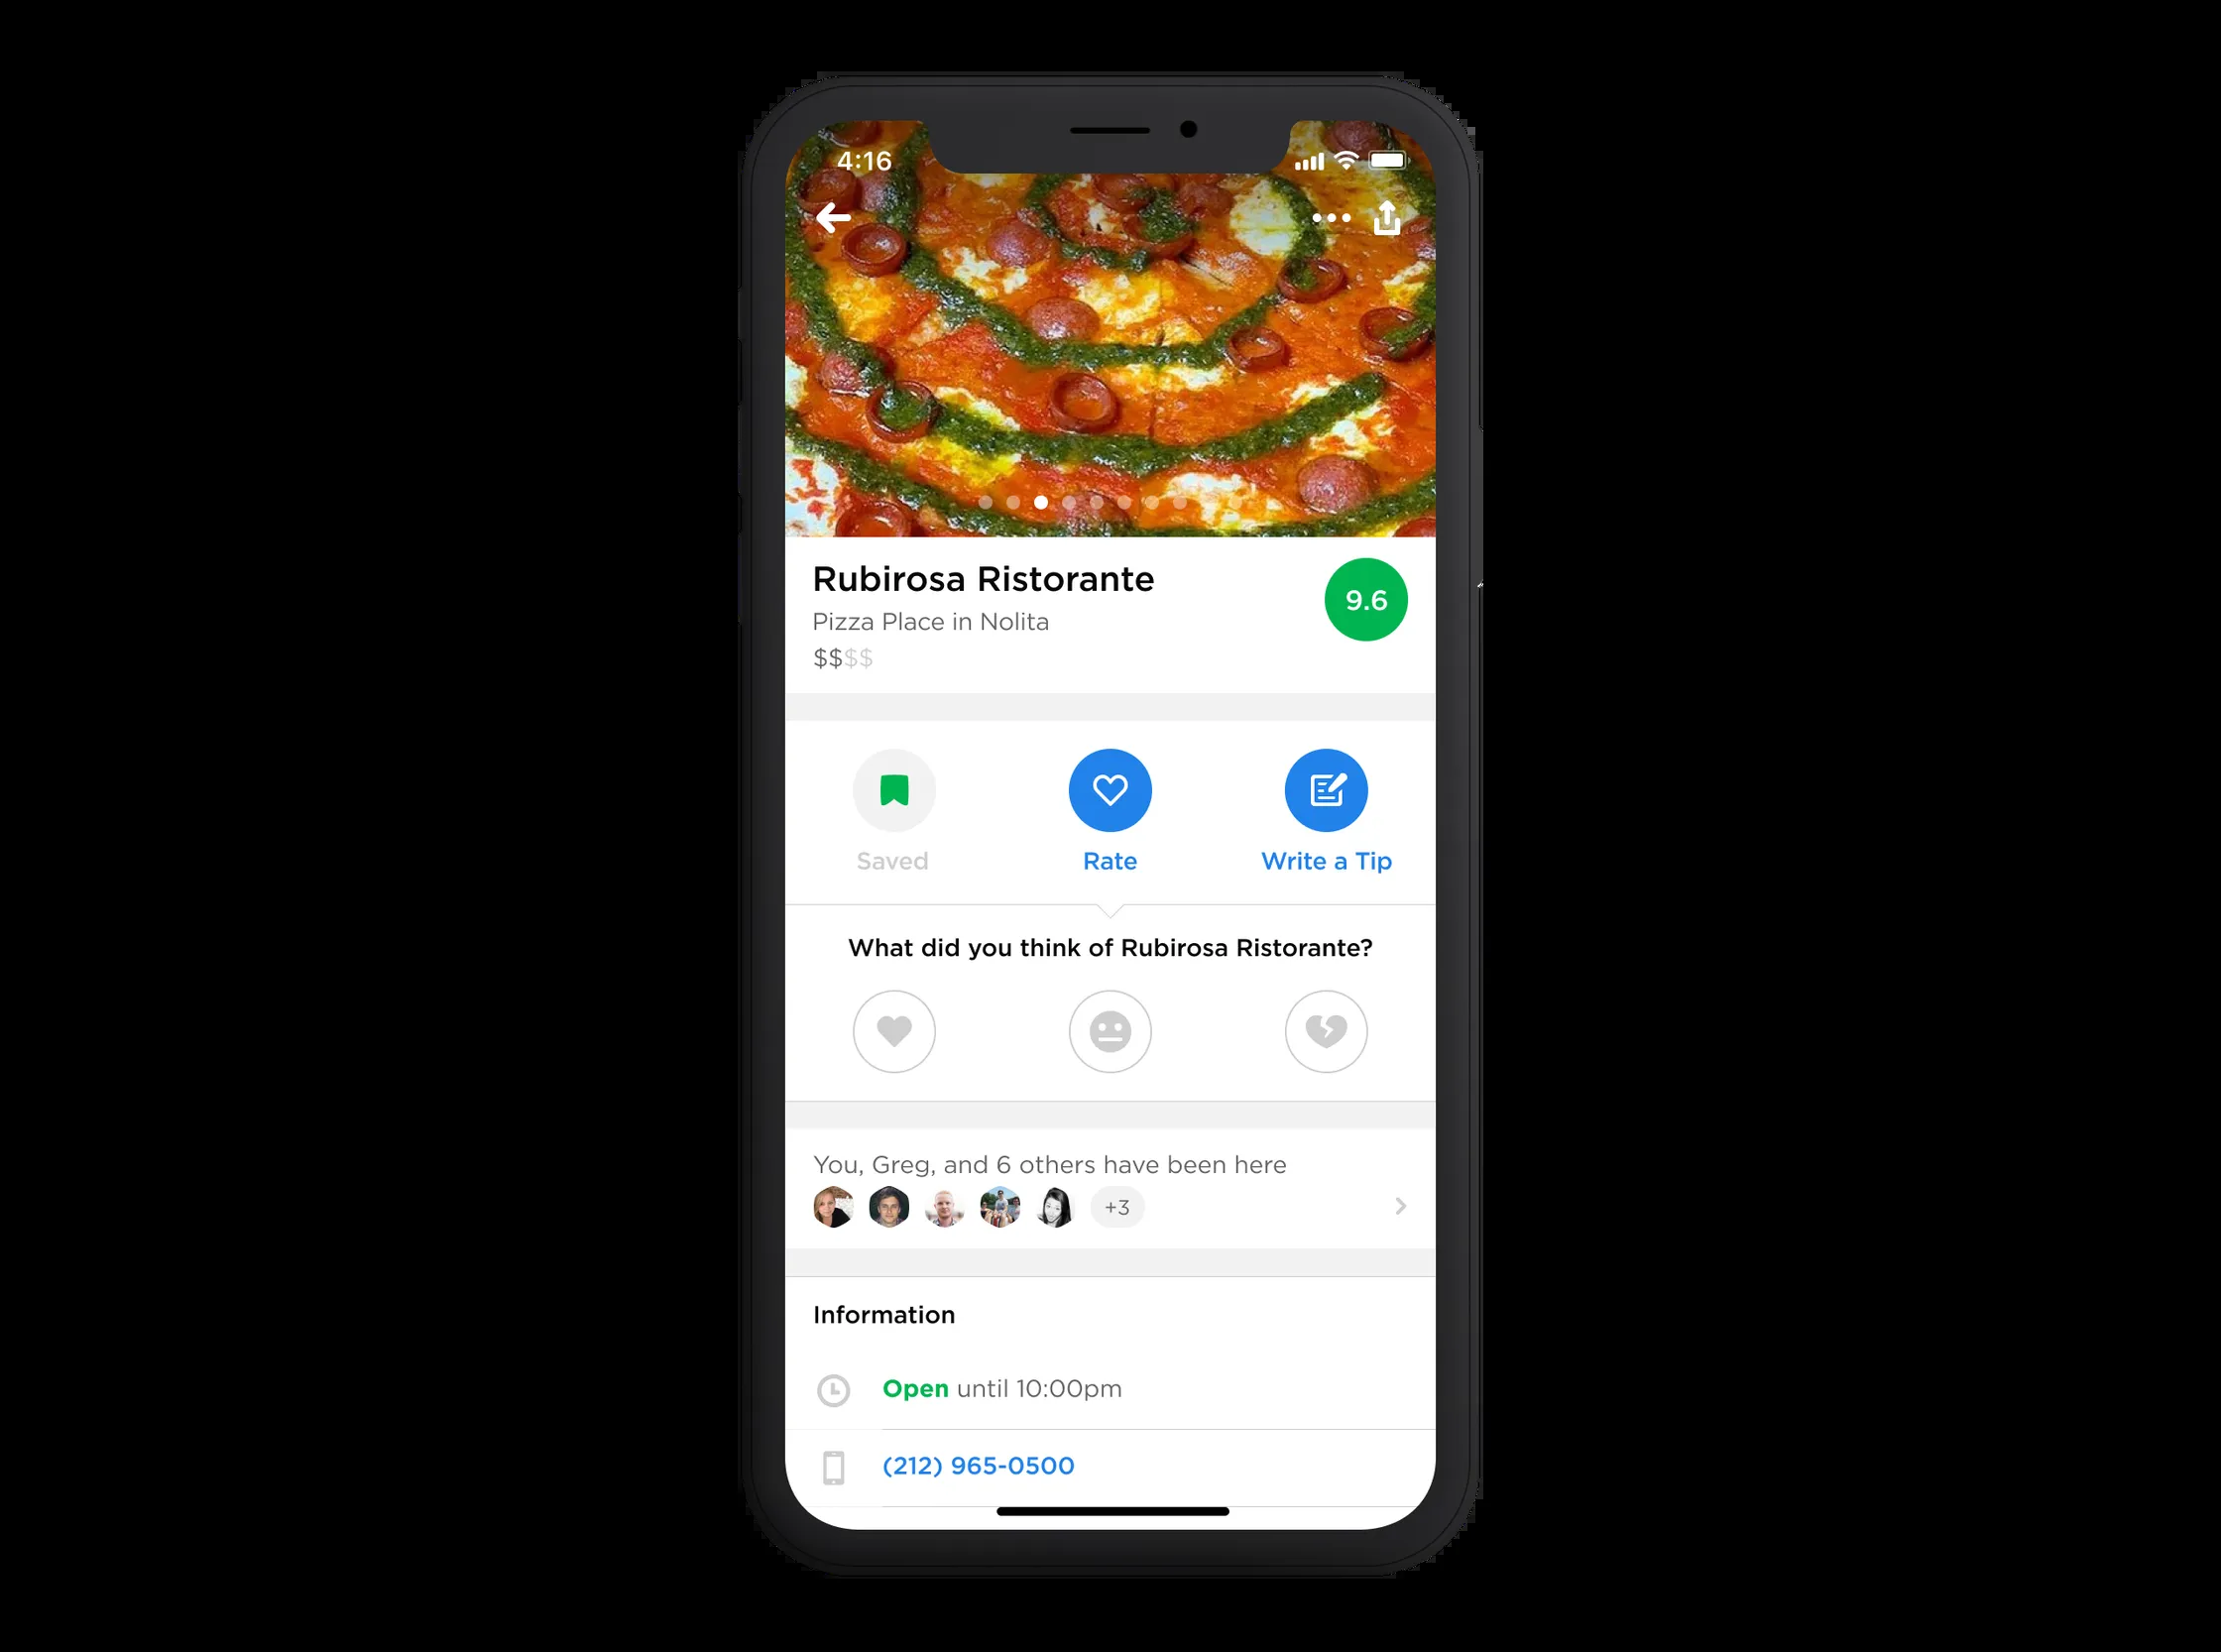 4:16
Rubirosa Ristorante
9.6
Pizza Place in Nolita
$$$$
Saved
Rate
Write a Tip
What did you think of Rubirosa Ristorante?
You, Greg, and 6 others have been here
+3
Information
Open until 10:00pm
(212) 965-0500